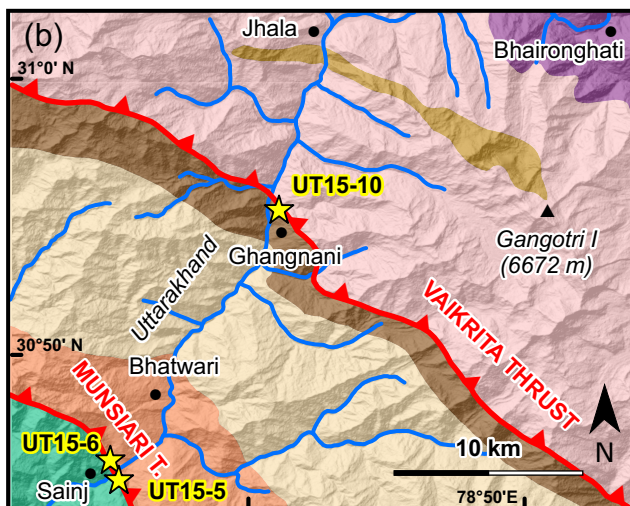 (b)
Jhala
Bhaironghati
31°0' N
UT15-10
Ghangnani
Gangotri I
(6672 m)
Uttarakhand
VAIKRITA THRUST
30°50' N
Bhatwari
MUNSIARI T.
UT15-6
Sainj
UT15-5
10 km
N
78°50'E